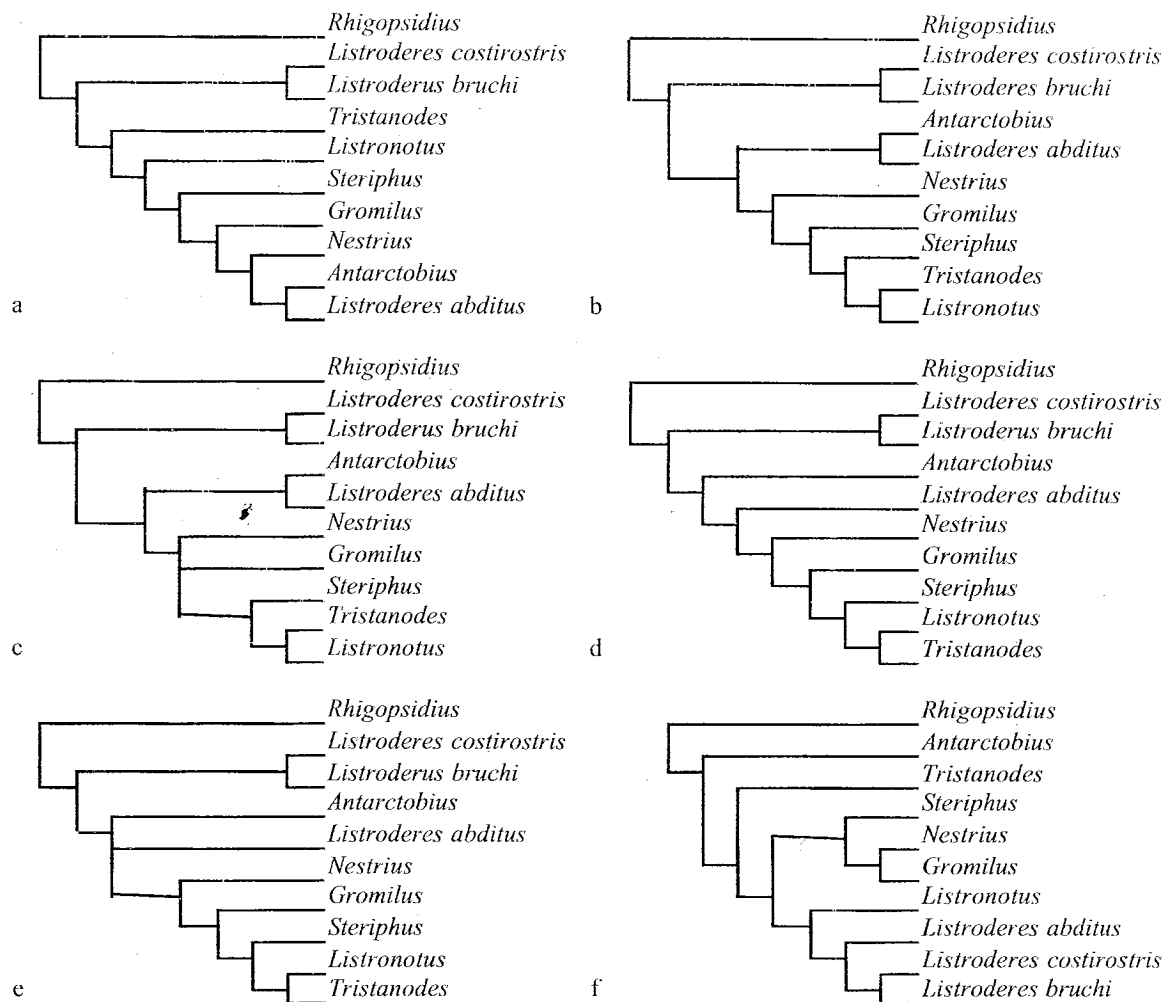 Rhigopsidius
Listroderes costirostris
Listroderus bruchi
Tristanodes
Listronotus
Steriphus
Gromilus
Nestrius
Antarctobius
Listroderes abditus
a
Rhigopsidius
Listroderes costirostris
Listroderes bruchi
Antarctobius
Listroderes abditus
Nestrius
Gromilus
Steriphus
Tristanodes
Listronotus
b
Rhigopsidius
Listroderes costirostris
Listroderus bruchi
Antarctobius
Listroderes abditus
Nestrius
Gromilus
Steriphus
Tristanodes
Listronotus
c
Rhigopsidius
Listroderes costirostris
Listroderus bruchi
Antarctobius
Listroderes abditus
Nestrius
Gromilus
Steriphus
Listronotus
Tristanodes
d
Rhigopsidius
Listroderes costirostris
Listroderus bruchi
Antarctobius
Listroderes abditus
Nestrius
Gromilus
Steriphus
Listronotus
Tristanodes
e
Rhigopsidius
Antarctobius
Tristanodes
Steriphus
Nestrius
Gromilus
Listronotus
Listroderes abditus
Listroderes costirostris
Listroderes bruchi
f